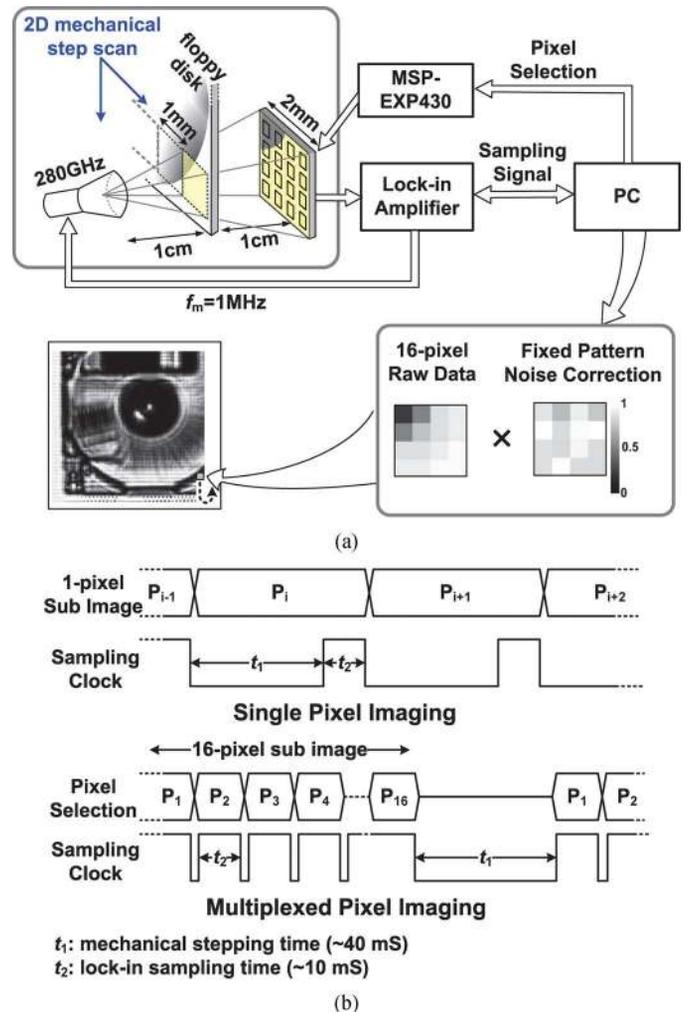 2D mechanical
step scan
floppy
disk
1mm
2mm
280GHz
1cm
1cm
MSP-
EXP430
Pixel
Selection
Lock-in
Amplifier
Sampling
Signal
PC
fm=1MHz
16-pixel
Raw Data
Fixed Pattern
Noise Correction
×
1
0.5
0
(a)
1-pixel
Sub Image
Pi-1
Pi
Pi+1
Pi+2
Sampling
Clock
t1
t2
Single Pixel Imaging
16-pixel sub image
Pixel
Selection
P1
P2
P3
P4
P16
P1
P2
Sampling
Clock
t2
t1
Multiplexed Pixel Imaging
t1: mechanical stepping time (~40 mS)
t2: lock-in sampling time (~10 mS)
(b)